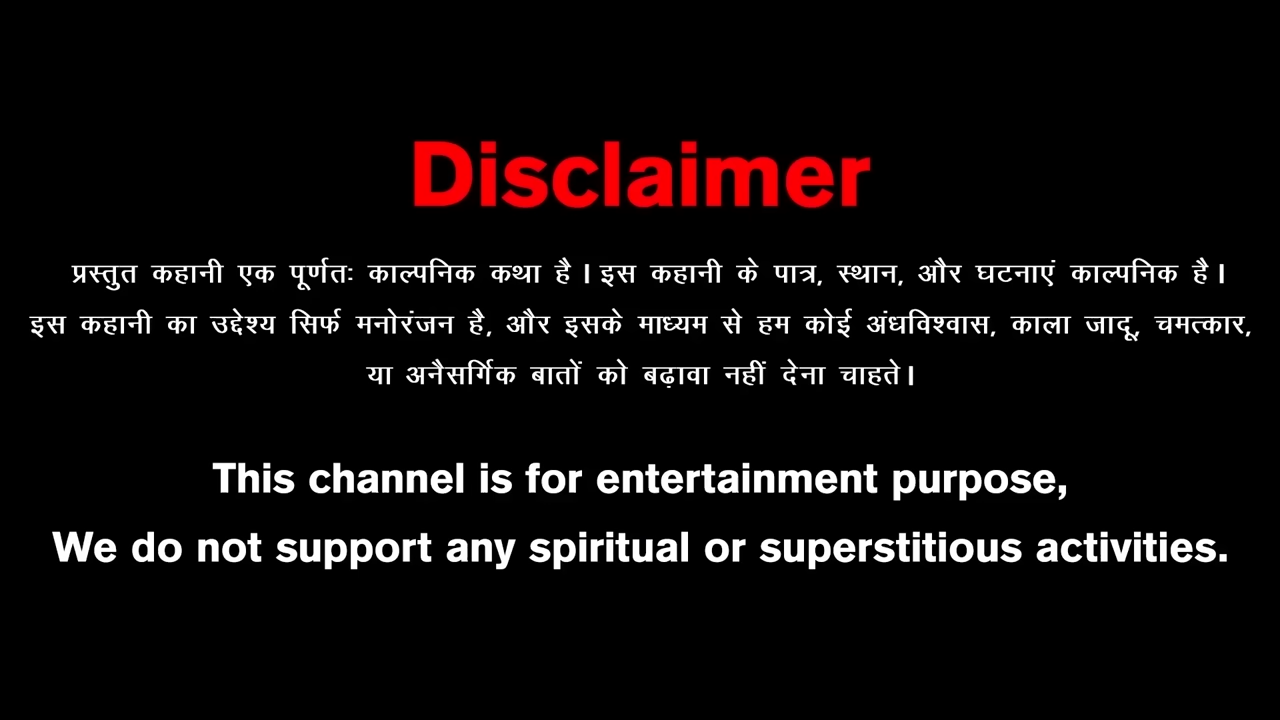 Disclaimer
प्रस्तुत कहानी एक पूर्णतः काल्पनिक कथा है । इस कहानी के पात्र, स्थान, और घटनाएं काल्पनिक है ।
इस कहानी का उद्देश्य सिर्फ मनोरंजन है, और इसके माध्यम से हम कोई अंधविश्वास, काला जादू, चमत्कार,
या अनैसर्गिक बातों को बढ़ावा नहीं देना चाहते ।
This channel is for entertainment purpose,
We do not support any spiritual or superstitious activities.